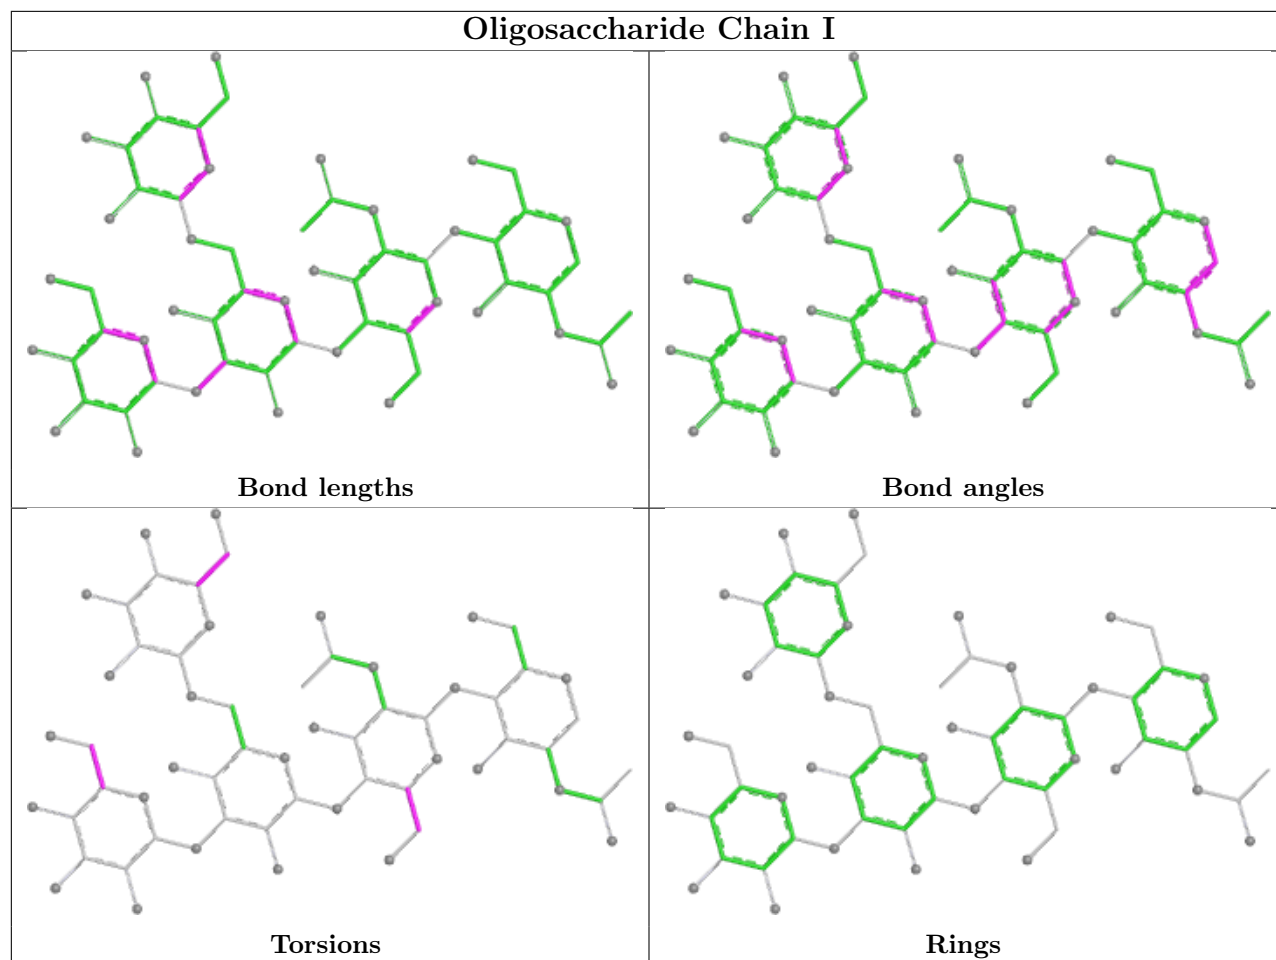 Oligosaccharide Chain I
Bond lengths
Bond angles
Torsions
Rings